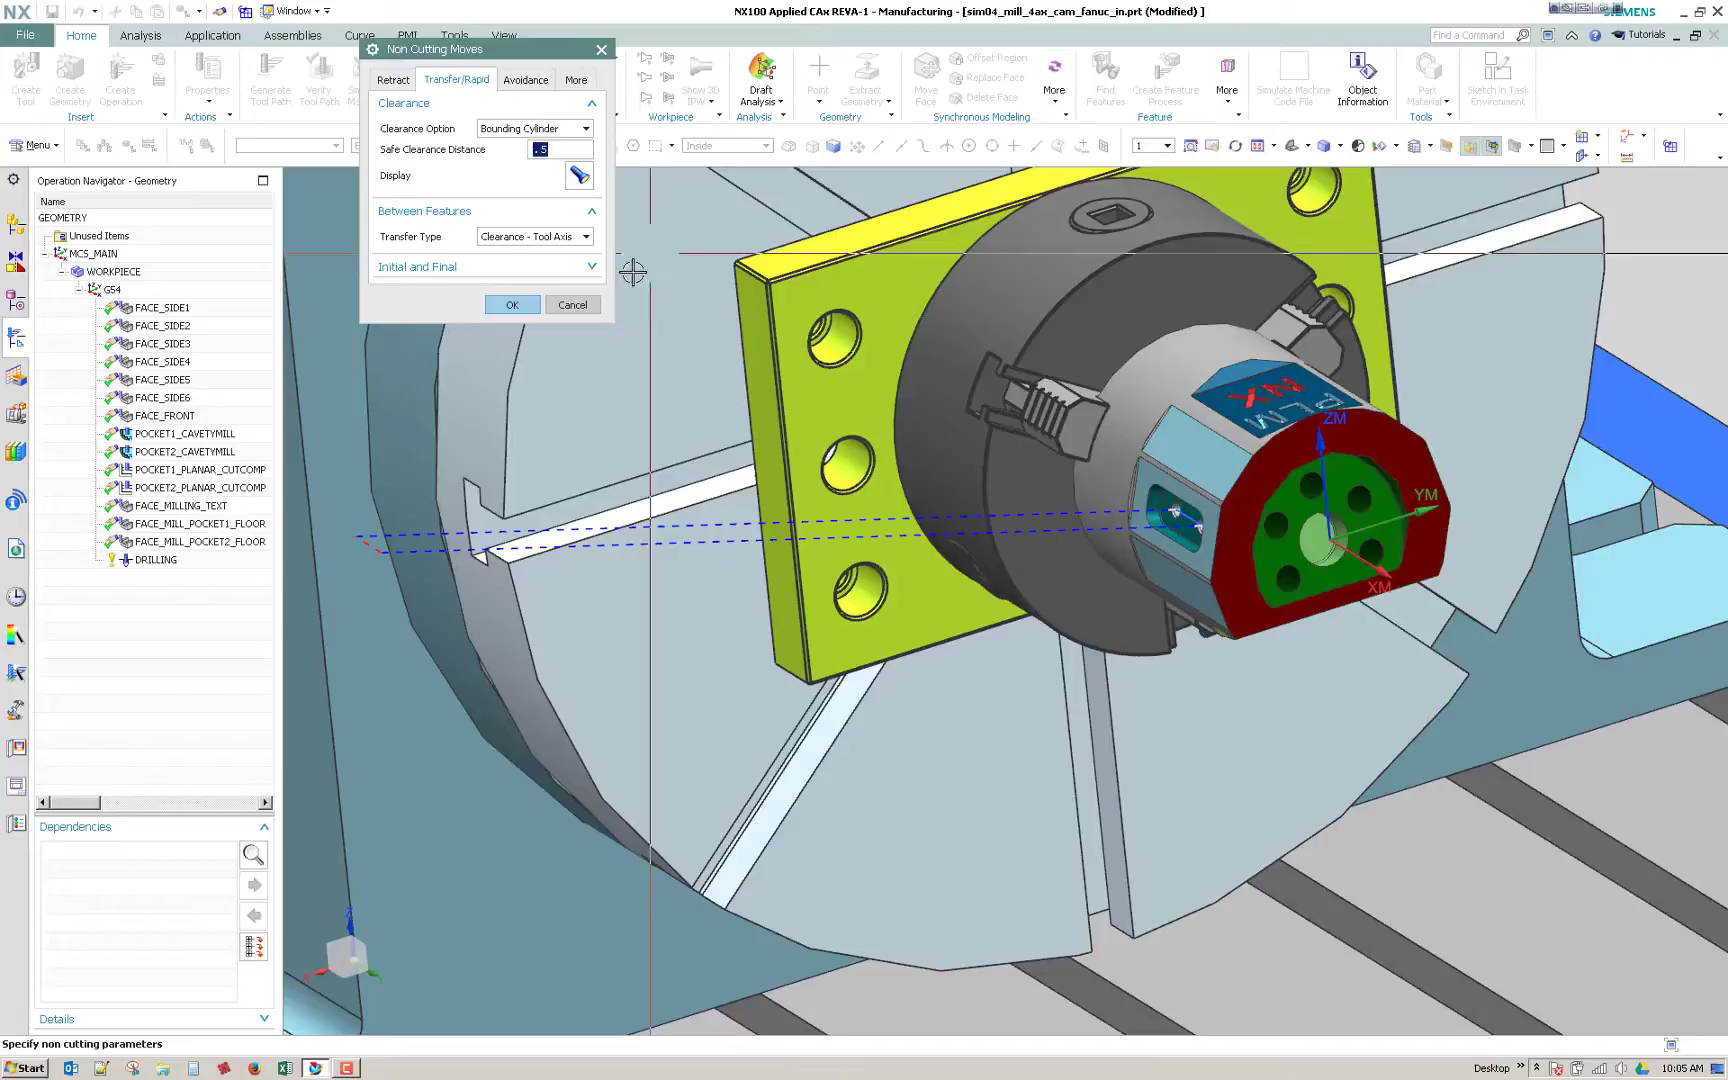 NX
Window
NX100 Applied CAx REVA-1 - Manufacturing - [sim04_mill_4ax_cam_fanuc_in.prt (Modified) ]
SIEMENS
File
Home
Analysis
Application
Assemblies
Curve
PMI
Tools
View
Find a Command
Tutorials
Create Tool
Create Geometry
Create Operation
Insert
Properties
Actions
Generate Tool Path
Verify Tool Path
Show 3D IPW
Workpiece
Draft Analysis
Analysis
Point
Extract Geometry
Geometry
Move Face
Offset Region
Replace Face
Delete Face
More
Synchronous Modeling
Find Features
Create Feature Process
More
Feature
Simulate Machine Code File
Object Information
Part Material
Tools
Sketch in Task Environment
Menu
Inside
1
Non Cutting Moves
Retract
Transfer/Rapid
Avoidance
More
Clearance
Clearance Option
Bounding Cylinder
Safe Clearance Distance
.5
Display
Between Features
Transfer Type
Clearance - Tool Axis
Initial and Final
OK
Cancel
Operation Navigator - Geometry
Name
GEOMETRY
Unused Items
MCS_MAIN
WORKPIECE
G54
FACE_SIDE1
FACE_SIDE2
FACE_SIDE3
FACE_SIDE4
FACE_SIDE5
FACE_SIDE6
FACE_FRONT
POCKET1_CAVETYMILL
POCKET2_CAVETYMILL
POCKET1_PLANAR_CUTCOMP
POCKET2_PLANAR_CUTCOMP
FACE_MILLING_TEXT
FACE_MILL_POCKET1_FLOOR
FACE_MILL_POCKET2_FLOOR
DRILLING
NX
PLM
ZM
YM
XM
Z
Dependencies
Details
Specify non cutting parameters
Start
Desktop
10:05 AM